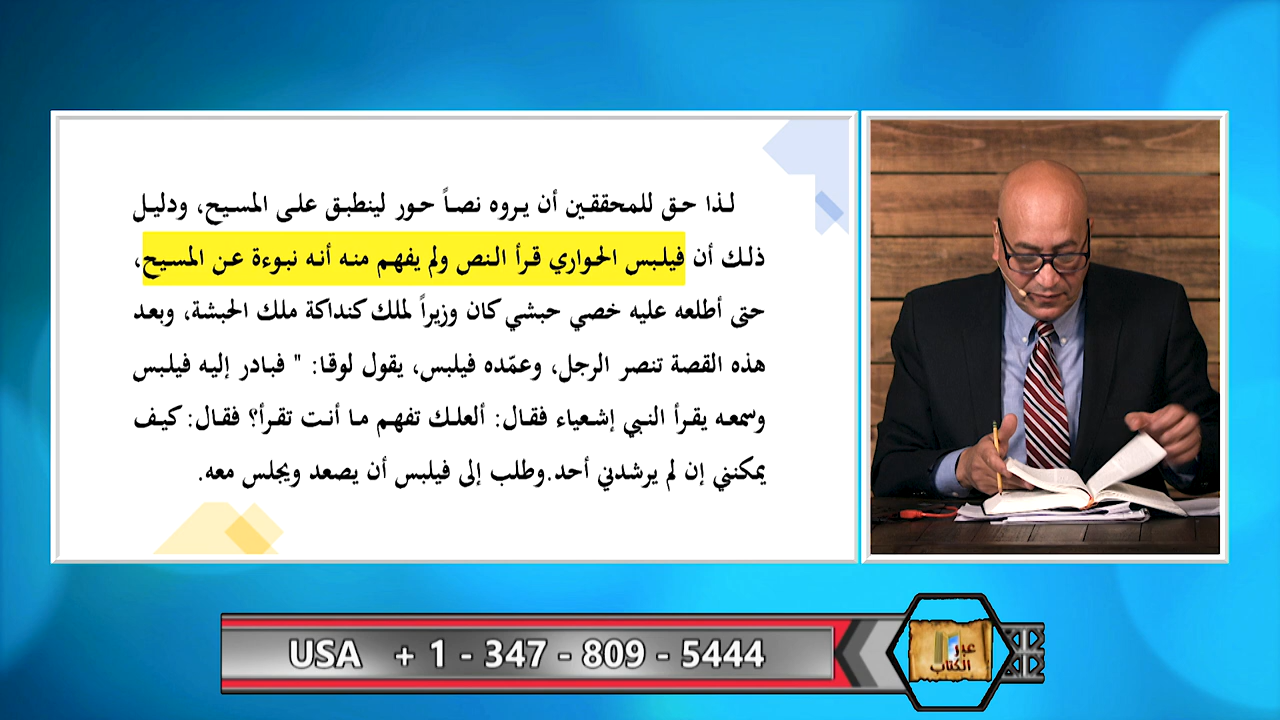 لذا حق للمحققين أن يروه نصاً حور لينطبق على المسيح، ودليل
ذلك أن فيلبس الحواري قرأ النص ولم يفهم منه أنه نبوءة عن المسيح،
حتى أطلعه عليه خصي حبشي كان وزيراً لملك كنداكة ملك الحبشة، وبعد
هذه القصة تنصر الرجل، وعمّده فيلبس، يقول لوقا: " فبادر إليه فيلبس
وسمعه يقرأ النبي إشعياء فقال: ألعلك تفهم ما أنت تقرأ؟ فقال: كيف
يمكنني إن لم يرشدني أحد.وطلب إلى فيلبس أن يصعد ويجلس معه.
USA + 1 - 347 - 809 - 5444
عبر
الكتاب